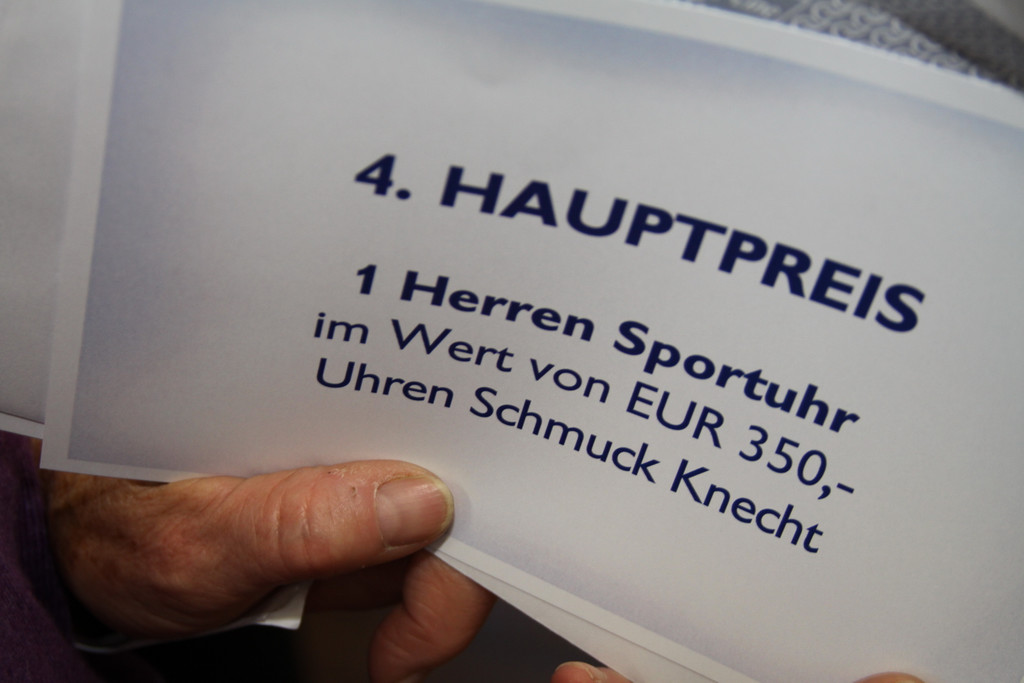 4. HAUPTPREIS
1 Herren Sportuhr
im Wert von EUR 350,-
Uhren Schmuck Knecht